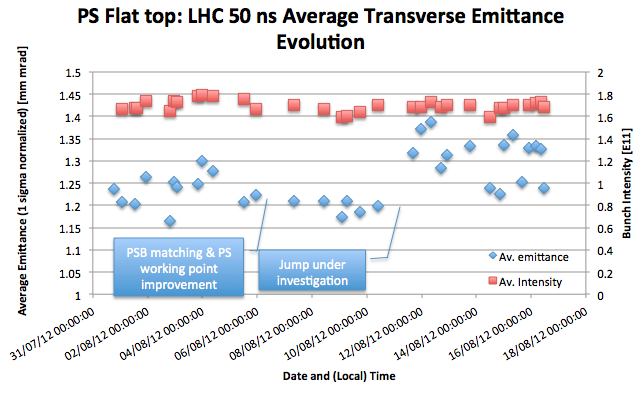 PS Flat top: LHC 50 ns Average Transverse Emittance
Evolution
Average Emittance (1 sigma normalized) [mm mrad]
1.5
1.45
1.4
1.35
1.3
1.25
1.2
1.15
1.1
1.05
1
2
1.8
1.6
1.4
1.2
1
0.8
0.6
0.4
0.2
0
Bunch Intensity [E11]
PSB matching & PS
working point
improvement
Jump under
investigation
Av. emittance
Av. Intensity
31/07/12 00:00:00
02/08/12 00:00:00
04/08/12 00:00:00
06/08/12 00:00:00
08/08/12 00:00:00
10/08/12 00:00:00
12/08/12 00:00:00
14/08/12 00:00:00
16/08/12 00:00:00
18/08/12 00:00:00
Date and (Local) Time